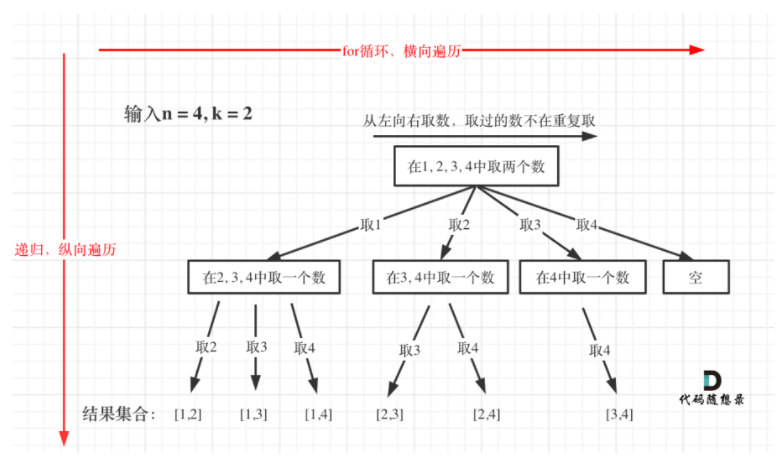 for循环，横向遍历
输入n = 4, k = 2
从左向右取数，取过的数不在重复取
在1, 2, 3, 4中取两个数
取1
取2
取3
取4
递归，纵向遍历
在2, 3, 4中取一个数
在3, 4中取一个数
在4中取一个数
空
取2
取3
取4
取3
取4
取4
代码随想录
结果集合：
[1,2]
[1,3]
[1,4]
[2,3]
[2,4]
[3,4]